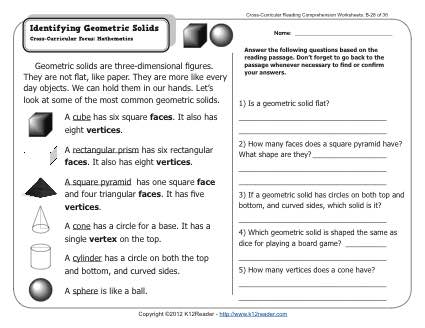 Cross-Curricular Reading Comprehension Worksheets: B-28 of 36
Identifying Geometric Solids
Cross-Curricular Focus: Mathematics
Name: 
Geometric solids are three-dimensional figures.
They are not flat, like paper. They are more like every
day objects. We can hold them in our hands. Let's
look at some of the most common geometric solids.
A cube has six square faces. It also has
eight vertices.
A rectangular prism has six rectangular
faces. It also has eight vertices.
A square pyramid has one square face
and four triangular faces. It has five
vertices.
A cone has a circle for a base. It has a
single vertex on the top.
A cylinder has a circle on both the top
and bottom, and curved sides.
A sphere is like a ball.
Answer the following questions based on the
reading passage. Don't forget to go back to the
passage whenever necessary to find or confirm
your answers.
1) Is a geometric solid flat?
2) How many faces does a square pyramid have?
What shape are they?
3) If a geometric solid has circles on both top and
bottom, and curved sides, which solid is it?
4) Which geometric solid is shaped the same as
dice for playing a board game?
5) How many vertices does a cone have?
Copyright ©2012 K12Reader - http://www.k12reader.com